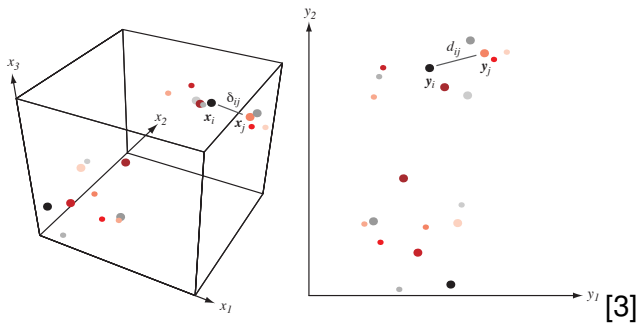 x₃
x₂
δᵢⱼ
xᵢ
xⱼ
x₁
y₂
dᵢⱼ
yᵢ
yⱼ
y₁
[3]